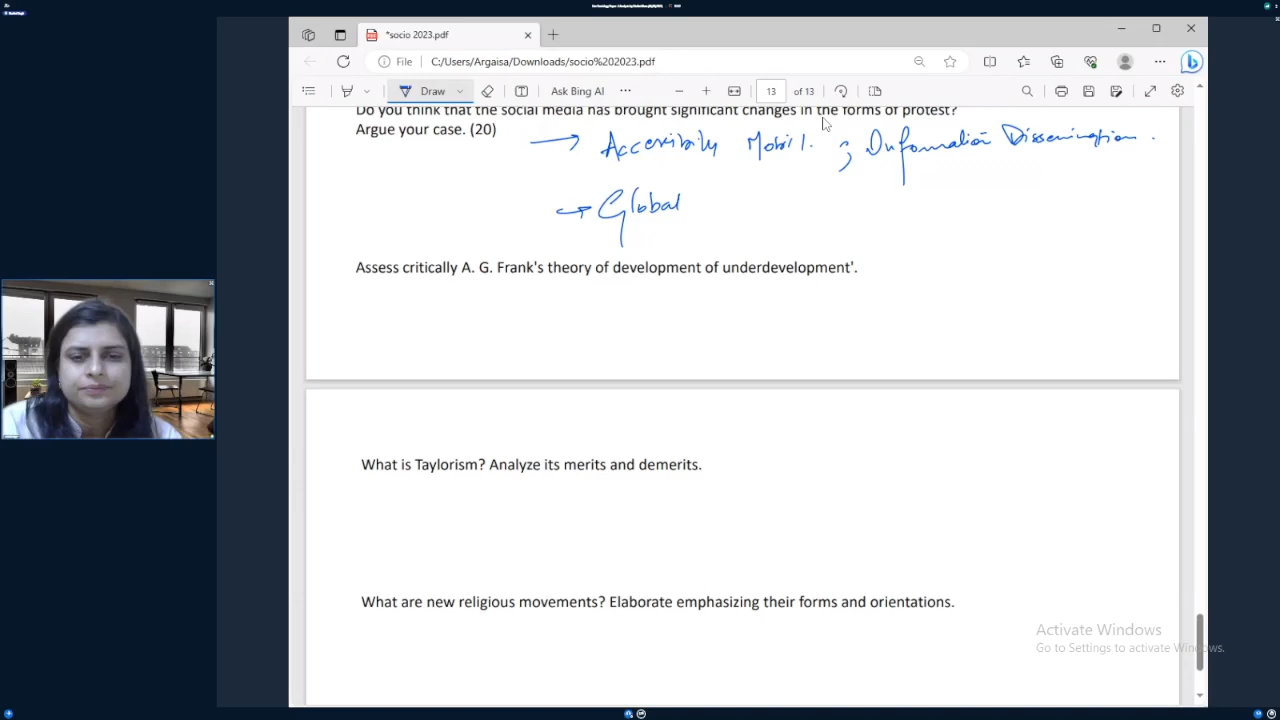 *socio 2023.pdf
File C:/Users/Argaisa/Downloads/socio%202023.pdf
Draw Ask Bing AI 13 of 13
Do you think that the social media has brought significant changes in the forms of protest?
Argue your case. (20)
→ Accessibility Mobil. ; Information Dissemination.
→ Global
Assess critically A. G. Frank's theory of development of underdevelopment'.
What is Taylorism? Analyze its merits and demerits.
What are new religious movements? Elaborate emphasizing their forms and orientations.
Activate Windows
Go to Settings to activate Windows.